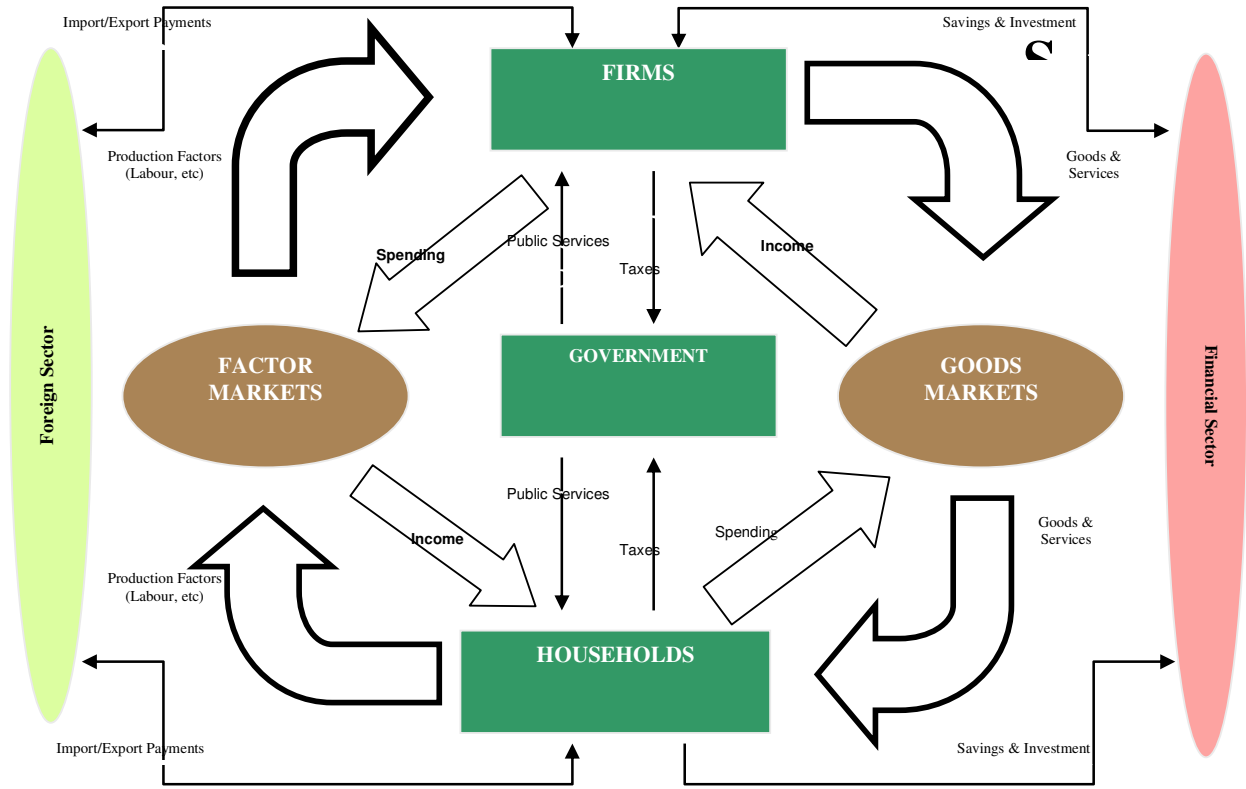 Import/Export Payments
Savings & Investment
S
FIRMS
Production Factors
(Labour, etc)
Goods &
Services
Public Services
Spending
Income
Taxes
Foreign Sector
FACTOR
MARKETS
GOVERNMENT
GOODS
MARKETS
Financial Sector
Public Services
Goods &
Services
Spending
Income
Taxes
Production Factors
(Labour, etc)
HOUSEHOLDS
Import/Export Payments
Savings & Investment